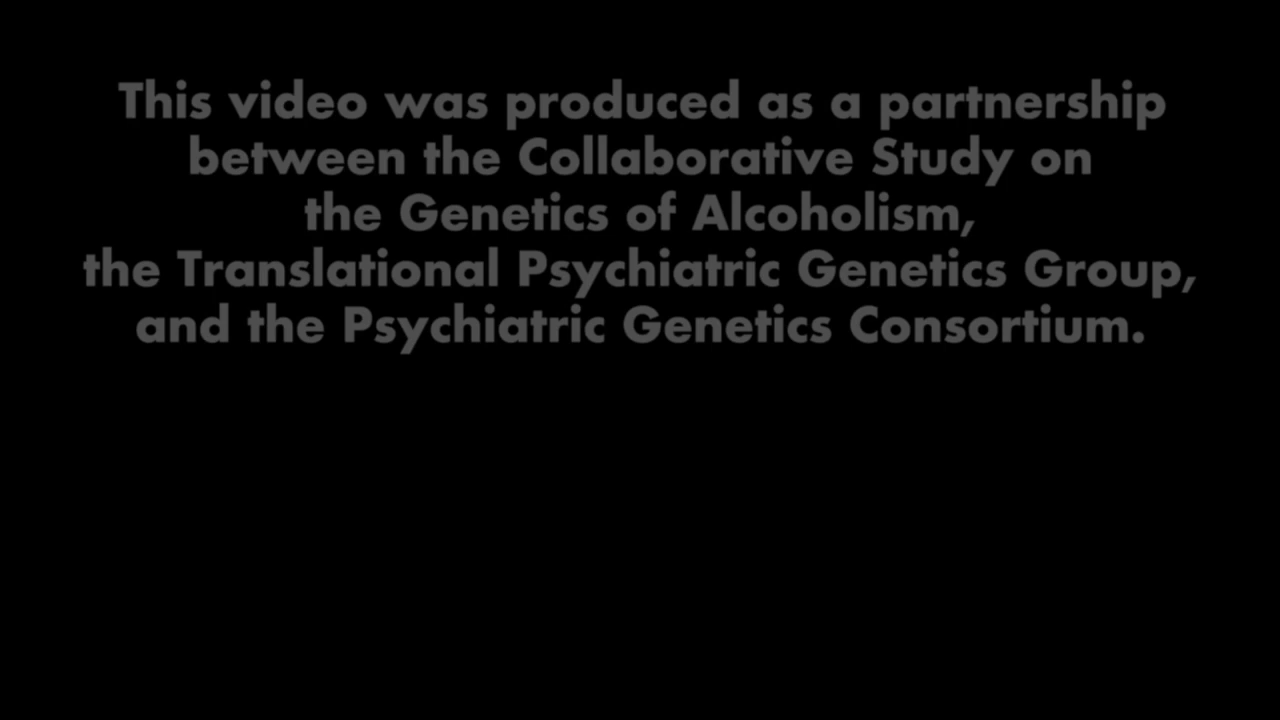 This video was produced as a partnership
between the Collaborative Study on
the Genetics of Alcoholism,
the Translational Psychiatric Genetics Group,
and the Psychiatric Genetics Consortium.